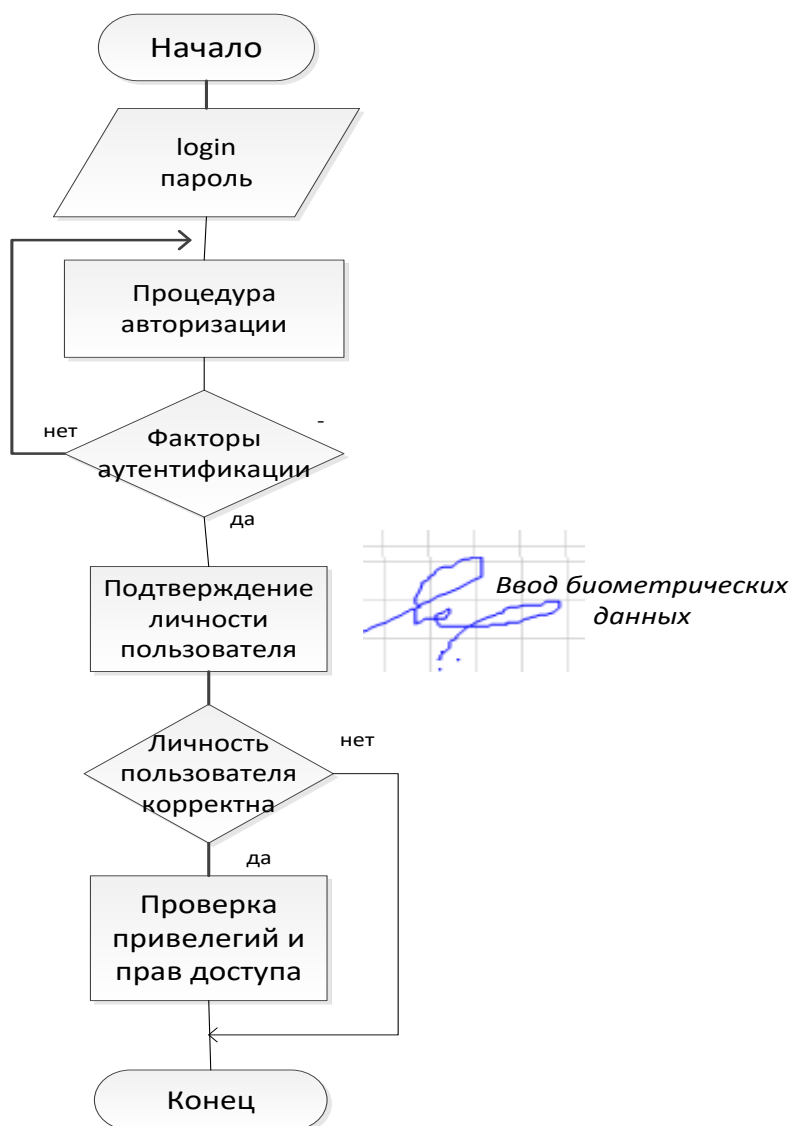 Начало
login
пароль
Процедура
авторизации
нет
-
Факторы
аутентификации
да
Подтверждение
личности
пользователя
Ввод биометрических
данных
Личность
пользователя
корректна
нет
да
Проверка
привелегий и
прав доступа
Конец